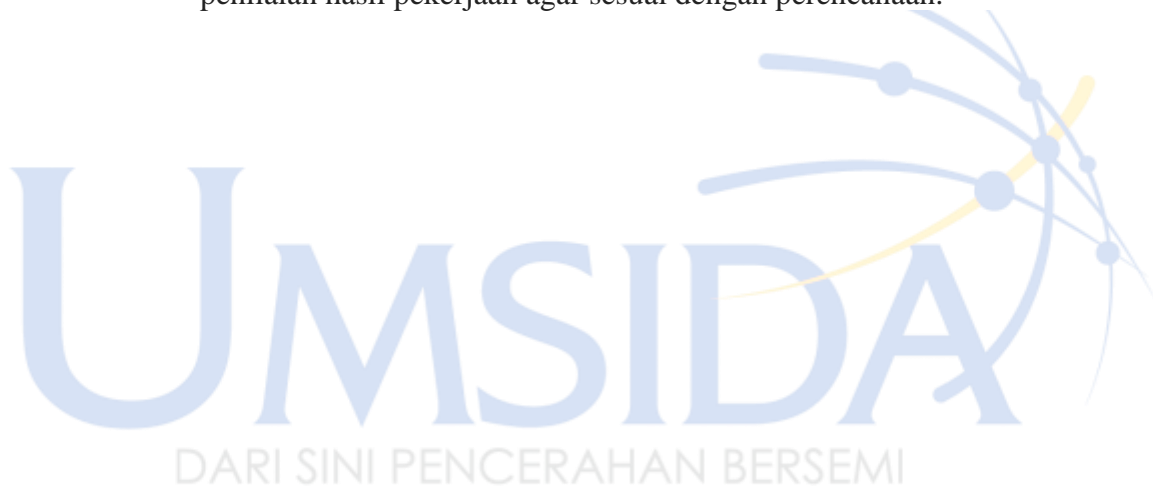 penilaian hasil pekerjaan agar sesuai dengan perencanaan.
UMSIDA
DARI SINI PENCERAHAN BERSEMI